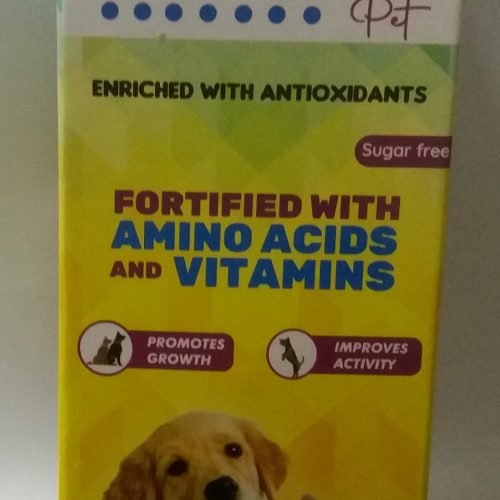 Pet
ENRICHED WITH ANTIOXIDANTS
Sugar free
FORTIFIED WITH
AMINO ACIDS
AND VITAMINS
PROMOTES
GROWTH
IMPROVES
ACTIVITY